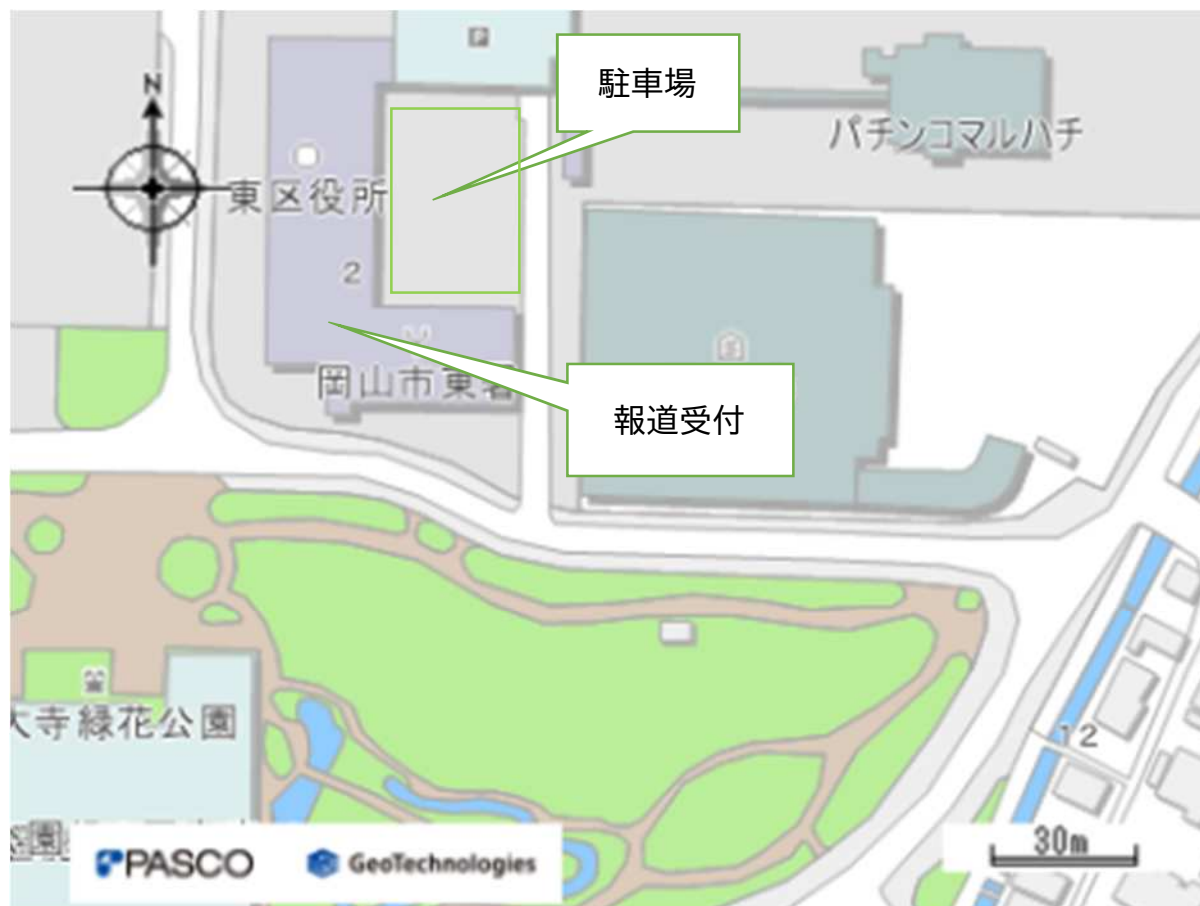 P
駐車場
N
パチンコマルハチ
東区役所
2
岡山市東署
報道受付
大寺緑花公園
12
PASCO
GeoTechnologies
30m